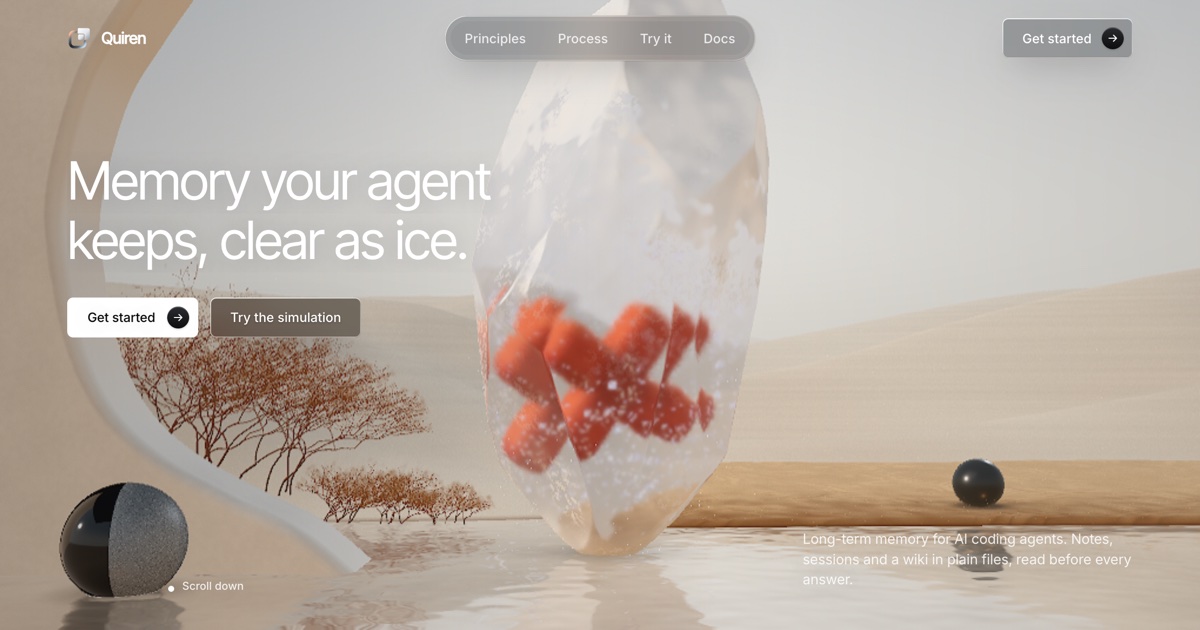 Quiren
Principles Process Try it Docs
Get started
Memory your agent
keeps, clear as ice.
Get started
Try the simulation
Scroll down
Long-term memory for AI coding agents. Notes,
sessions and a wiki in plain files, read before every
answer.